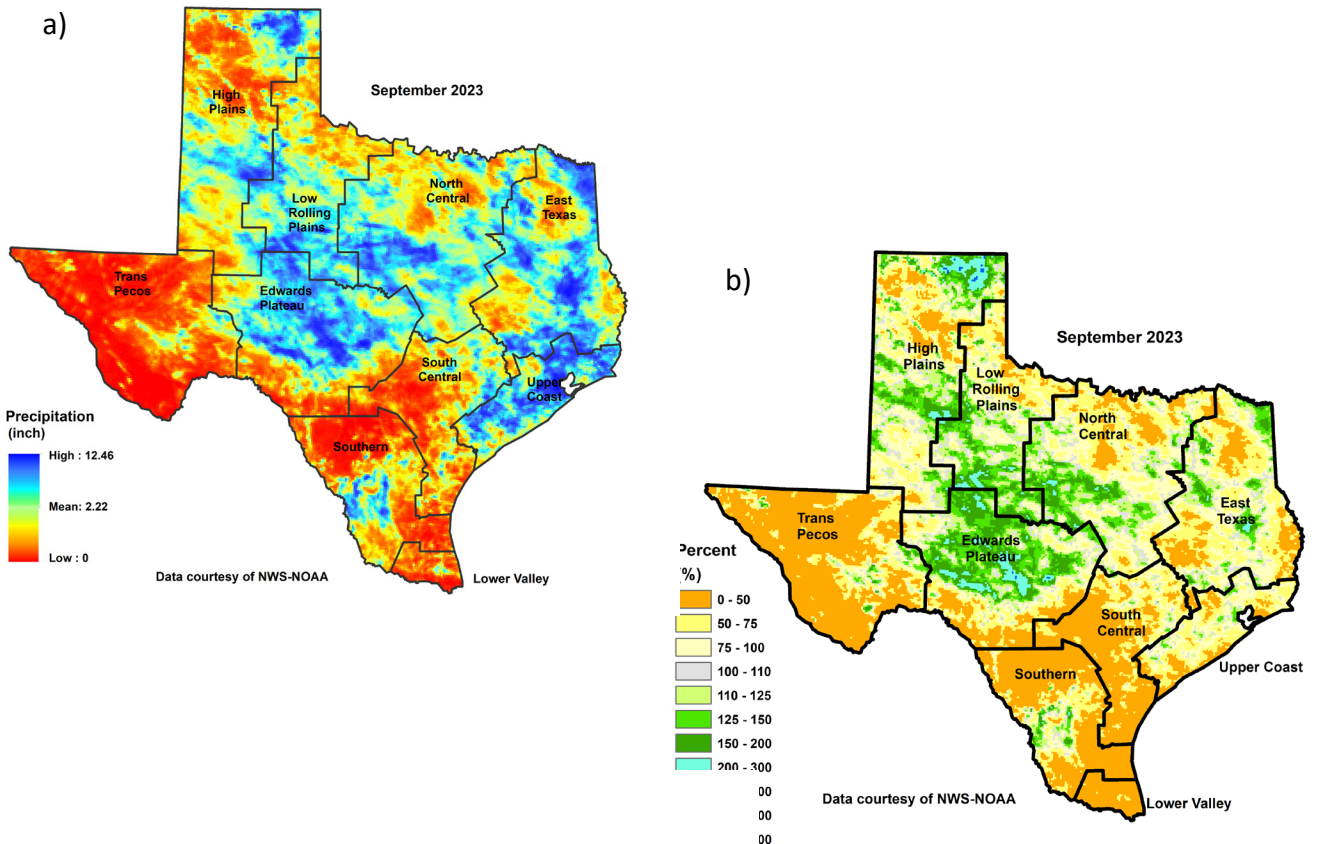 a)
September 2023
High
Plains
Low
Rolling
Plains
North
Central
East
Texas
Trans
Pecos
Edwards
Plateau
South
Central
Upper
Coast
Southern
Lower Valley
Precipitation
(inch)
High : 12.46
Mean: 2.22
Low : 0
Data courtesy of NWS-NOAA
b)
September 2023
High
Plains
Low
Rolling
Plains
North
Central
East
Texas
Trans
Pecos
Edwards
Plateau
South
Central
Upper Coast
Southern
Lower Valley
Percent
(%)
0 - 50
50 - 75
75 - 100
100 - 110
110 - 125
125 - 150
150 - 200
200 - 300
00
00
00
Data courtesy of NWS-NOAA